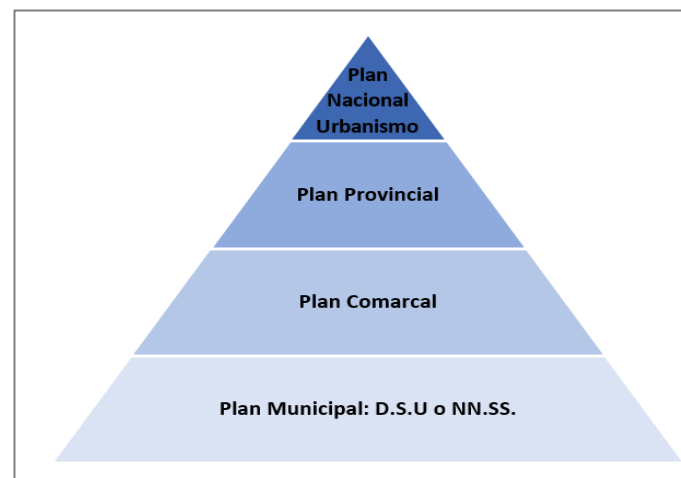 Plan
Nacional
Urbanismo
Plan Provincial
Plan Comarcal
Plan Municipal: D.S.U o NN.SS.